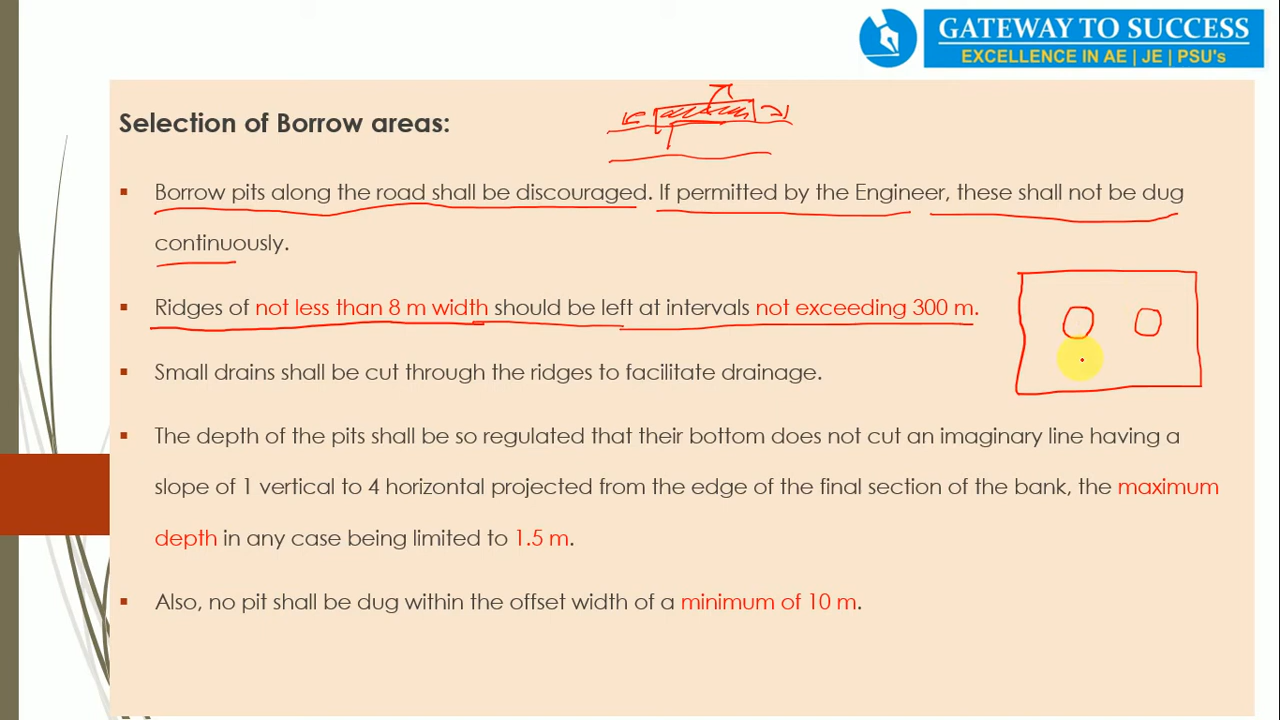 GATEWAY TO SUCCESS
EXCELLENCE IN AE | JE | PSU's
Selection of Borrow areas:
▪ Borrow pits along the road shall be discouraged. If permitted by the Engineer, these shall not be dug
continuously.
▪ Ridges of not less than 8 m width should be left at intervals not exceeding 300 m.
▪ Small drains shall be cut through the ridges to facilitate drainage.
▪ The depth of the pits shall be so regulated that their bottom does not cut an imaginary line having a
slope of 1 vertical to 4 horizontal projected from the edge of the final section of the bank, the maximum
depth in any case being limited to 1.5 m.
▪ Also, no pit shall be dug within the offset width of a minimum of 10 m.